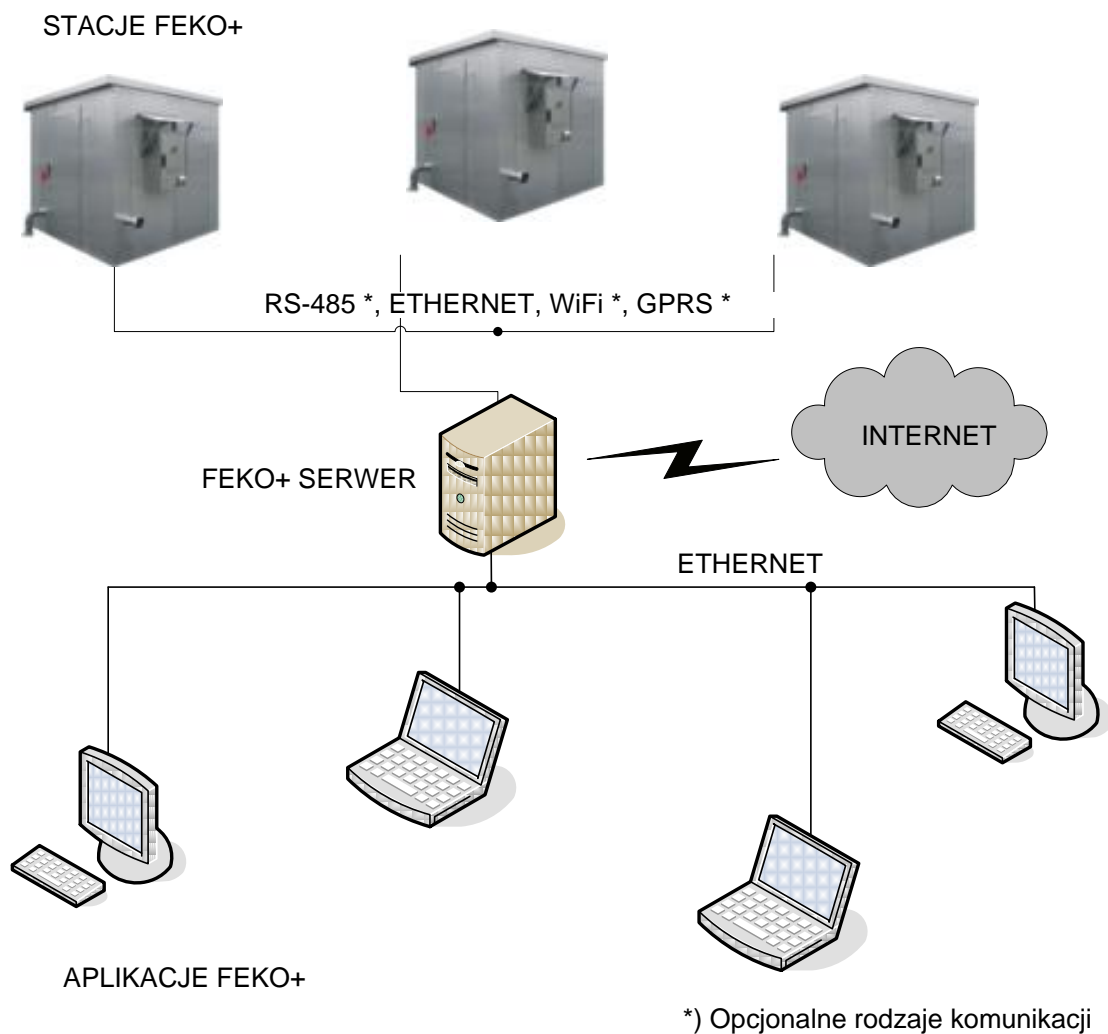 STACJE FEKO+
RS-485 *, ETHERNET, WiFi *, GPRS *
INTERNET
FEKO+ SERWER
ETHERNET
APLIKACJE FEKO+
*) Opcjonalne rodzaje komunikacji